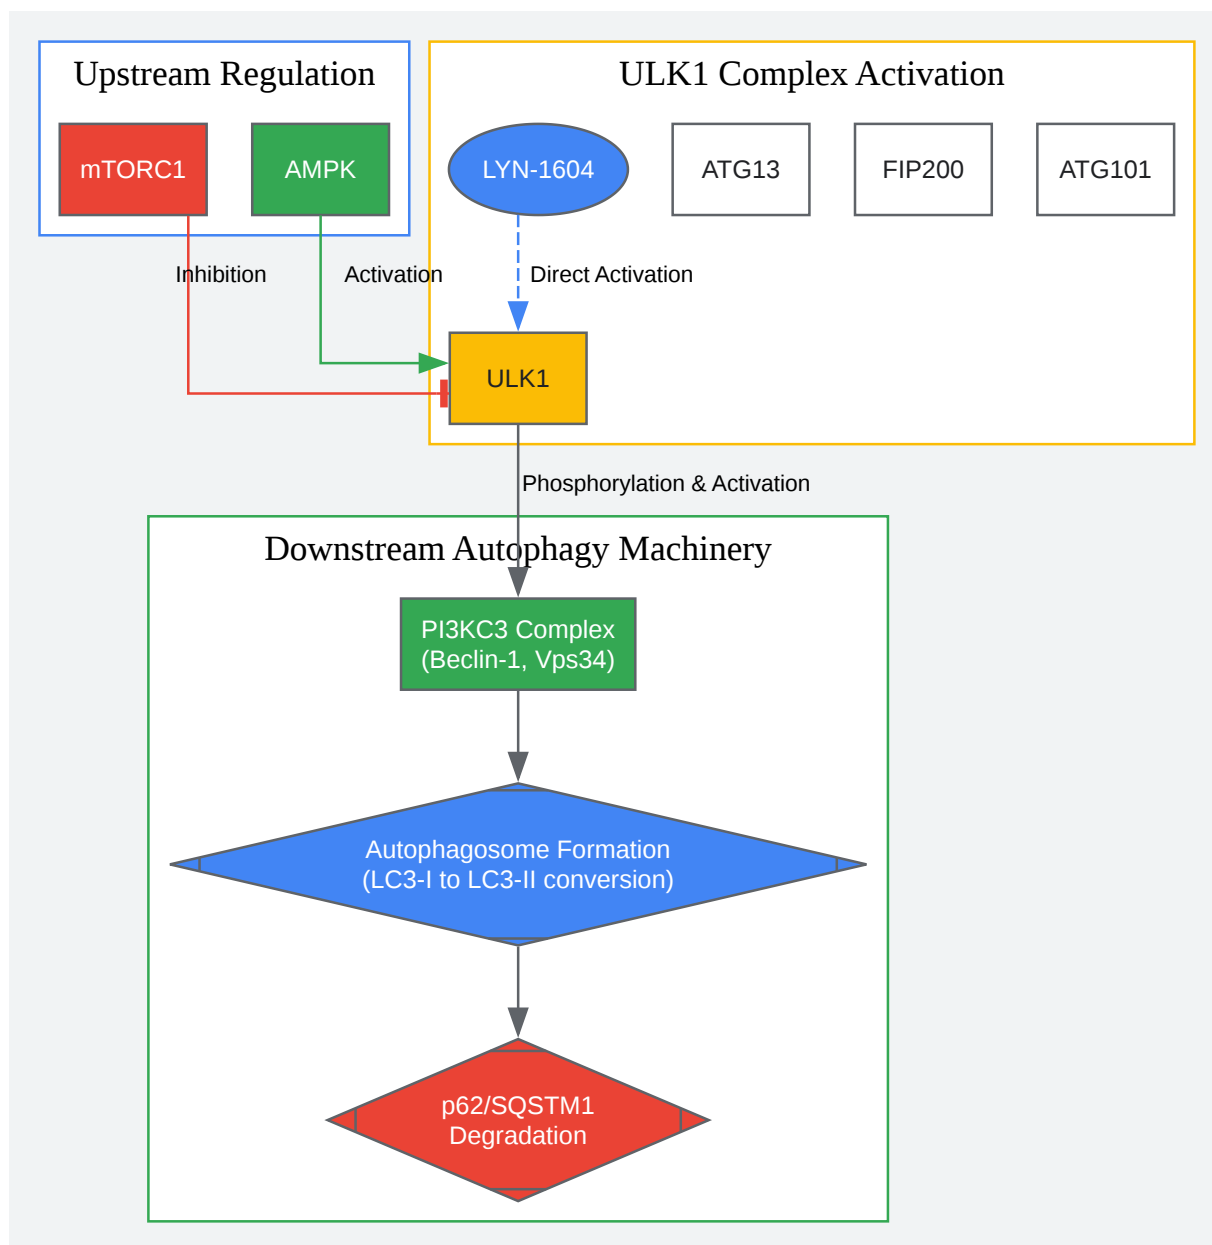 Upstream Regulation
ULK1 Complex Activation
mTORC1
AMPK
LYN-1604
ATG13
FIP200
ATG101
Inhibition
Activation
Direct Activation
ULK1
Phosphorylation & Activation
Downstream Autophagy Machinery
PI3KC3 Complex
(Beclin-1, Vps34)
Autophagosome Formation
(LC3-I to LC3-II conversion)
p62/SQSTM1
Degradation